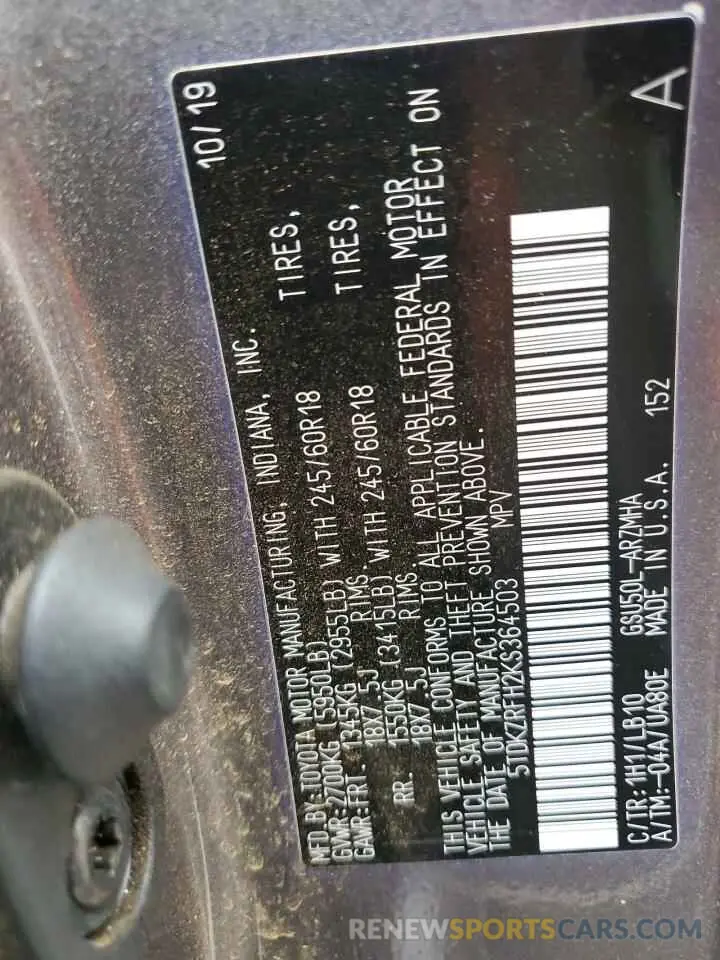 10/19
MFD BY:TOYOTA MOTOR MANUFACTURING, INDIANA, INC.
GVWR:2700KG (5950LB)
GAWR:FRT 1345KG (2955LB) WITH 245/60R18 TIRES,
18X7.5J RIMS
RR. 1550KG (3415LB) WITH 245/60R18 TIRES,
18X7.5J RIMS.
THIS VEHICLE CONFORMS TO ALL APPLICABLE FEDERAL MOTOR
VEHICLE SAFETY AND THEFT PREVENTION STANDARDS IN EFFECT ON
THE DATE OF MANUFACTURE SHOWN ABOVE.
5TDKZRFH2KS364503 MPV
C/TR:1H1/LB10 GSU50L-ARZMHA
A/TM:-04A/UA80E MADE IN U.S.A. 152
A
RENEWSPORTSCARS.COM